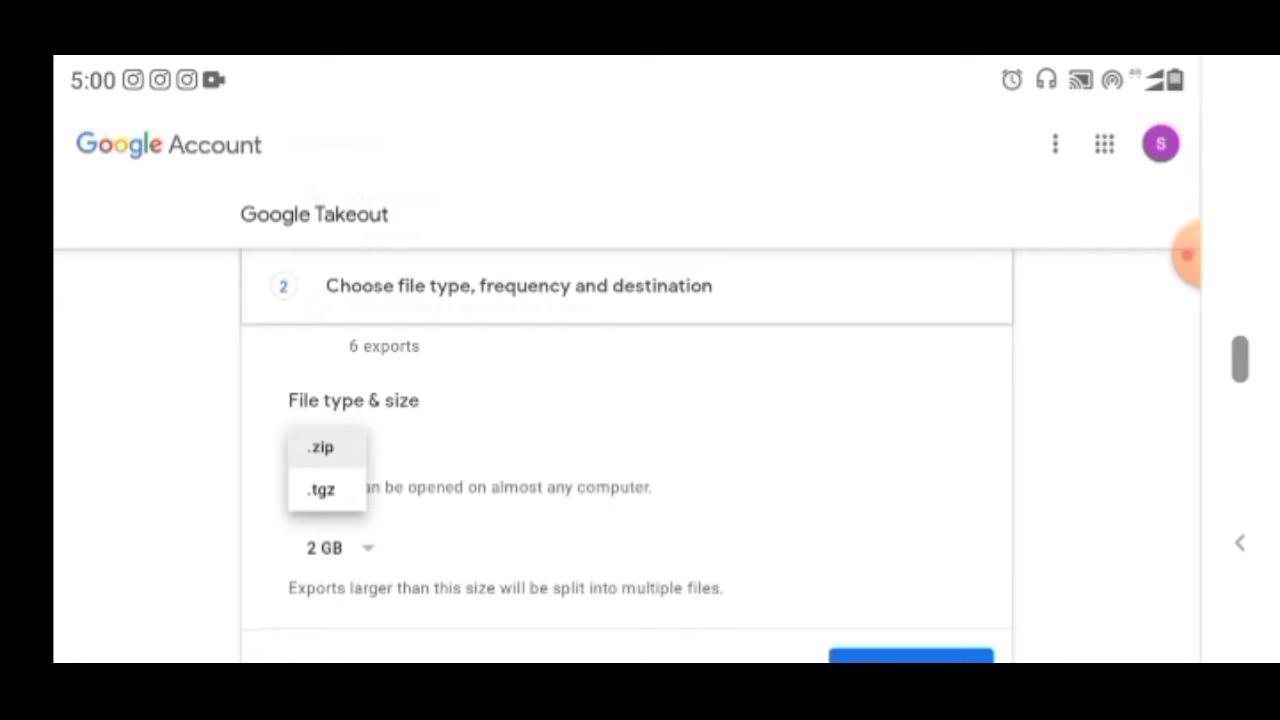 5:00
Google Account
S
Google Takeout
2 Choose file type, frequency and destination
6 exports
File type & size
.zip
.tgz
an be opened on almost any computer.
2 GB
Exports larger than this size will be split into multiple files.